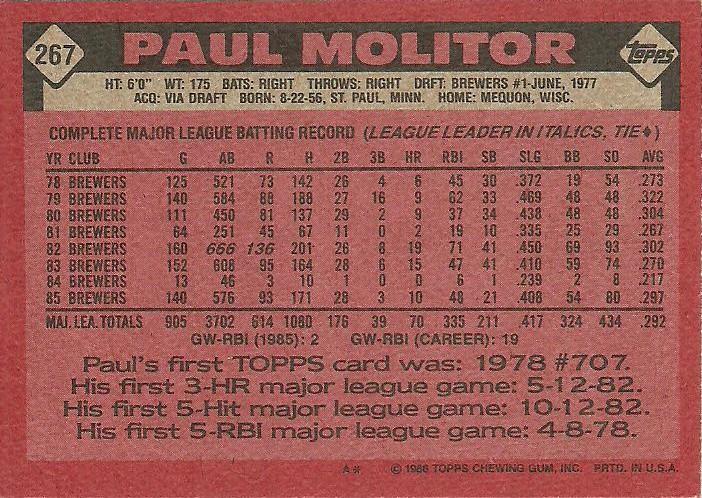 267
PAUL MOLITOR
topps
HT: 6'0" WT: 175 BATS: RIGHT THROWS: RIGHT DRFT: BREWERS #1-JUNE, 1977
ACQ: VIA DRAFT BORN: 8-22-56, ST. PAUL, MINN. HOME: MEQUON, WISC.
COMPLETE MAJOR LEAGUE BATTING RECORD (LEAGUE LEADER IN ITALICS, TIE♦)
YR CLUB G AB R H 2B 3B HR RBI SB SLG BB SO AVG
78 BREWERS 125 521 73 142 26 4 6 45 30 .372 19 54 .273
79 BREWERS 140 584 88 188 27 16 9 62 33 .469 48 48 .322
80 BREWERS 111 450 81 137 29 2 9 37 34 .438 48 48 .304
81 BREWERS 64 251 45 67 11 0 2 19 10 .335 25 29 .267
82 BREWERS 160 666 136 201 26 8 19 71 41 .450 69 93 .302
83 BREWERS 152 608 95 164 28 6 15 47 41 .410 59 74 .270
84 BREWERS 13 46 3 10 1 0 0 6 1 .239 2 8 .217
85 BREWERS 140 576 93 171 28 3 10 48 21 .408 54 80 .297
MAJ. LEA. TOTALS 905 3702 614 1080 176 39 70 335 211 .417 324 434 .292
GW-RBI (1985): 2 GW-RBI (CAREER): 19
Paul's first TOPPS card was: 1978 #707.
His first 3-HR major league game: 5-12-82.
His first 5-Hit major league game: 10-12-82.
His first 5-RBI major league game: 4-8-78.
A* © 1986 TOPPS CHEWING GUM, INC. PRTD. IN U.S.A.